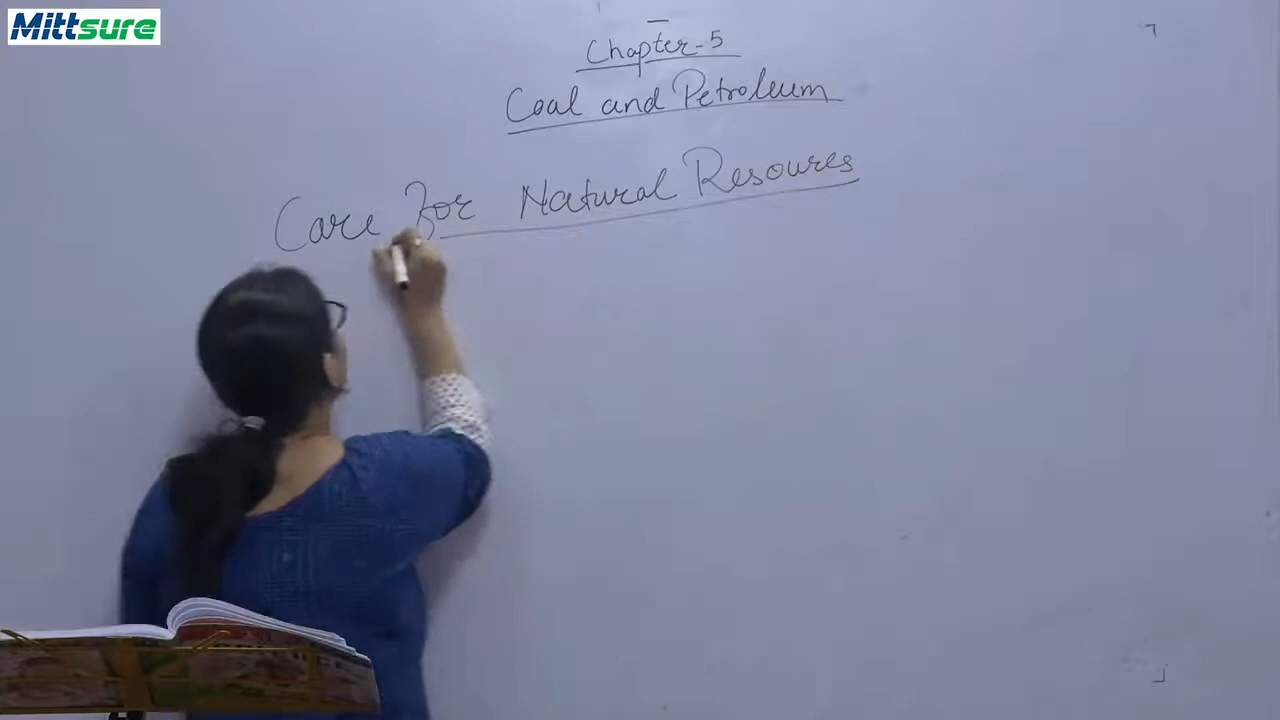 Mittsure
Chapter-5
Coal and Petroleum
Care For Natural Resoures